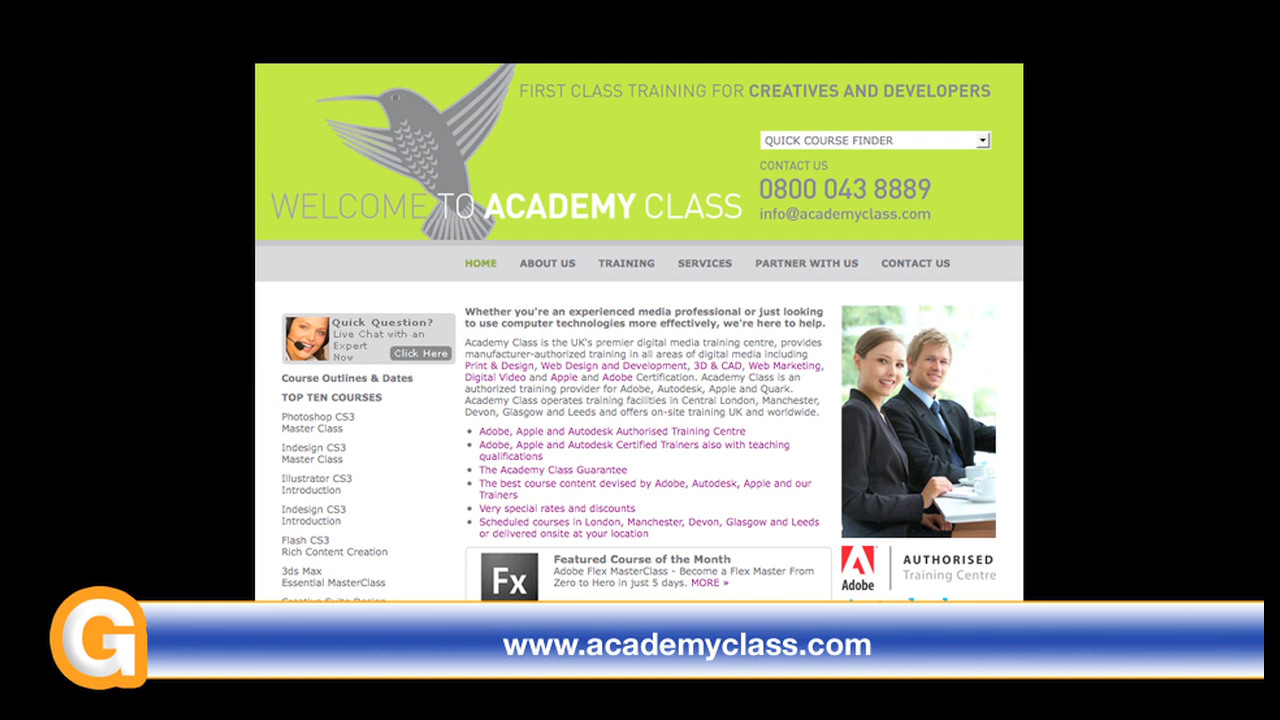 FIRST CLASS TRAINING FOR CREATIVES AND DEVELOPERS
QUICK COURSE FINDER
CONTACT US
0800 043 8889
info@academyclass.com
WELCOME TO ACADEMY CLASS
HOME ABOUT US TRAINING SERVICES PARTNER WITH US CONTACT US
Quick Question?
Live Chat with an
Expert
Now
Click Here
Course Outlines & Dates
TOP TEN COURSES
Photoshop CS3
Master Class
Indesign CS3
Master Class
Illustrator CS3
Introduction
Indesign CS3
Introduction
Flash CS3
Rich Content Creation
3ds Max
Essential MasterClass
Creative Suite Design
Whether you're an experienced media professional or just looking
to use computer technologies more effectively, we're here to help.
Academy Class is the UK's premier digital media training centre, provides
manufacturer-authorized training in all areas of digital media including
Print & Design, Web Design and Development, 3D & CAD, Web Marketing,
Digital Video and Apple and Adobe Certification. Academy Class is an
authorized training provider for Adobe, Autodesk, Apple and Quark.
Academy Class operates training facilities in Central London, Manchester,
Devon, Glasgow and Leeds and offers on-site training UK and worldwide.
• Adobe, Apple and Autodesk Authorised Training Centre
• Adobe, Apple and Autodesk Certified Trainers also with teaching
qualifications
• The Academy Class Guarantee
• The best course content devised by Adobe, Autodesk, Apple and our
Trainers
• Very special rates and discounts
• Scheduled courses in London, Manchester, Devon, Glasgow and Leeds
or delivered onsite at your location
Fx
Featured Course of the Month
Adobe Flex MasterClass - Become a Flex Master From
Zero to Hero in just 5 days. MORE »
Adobe
AUTHORISED
Training Centre
G
www.academyclass.com